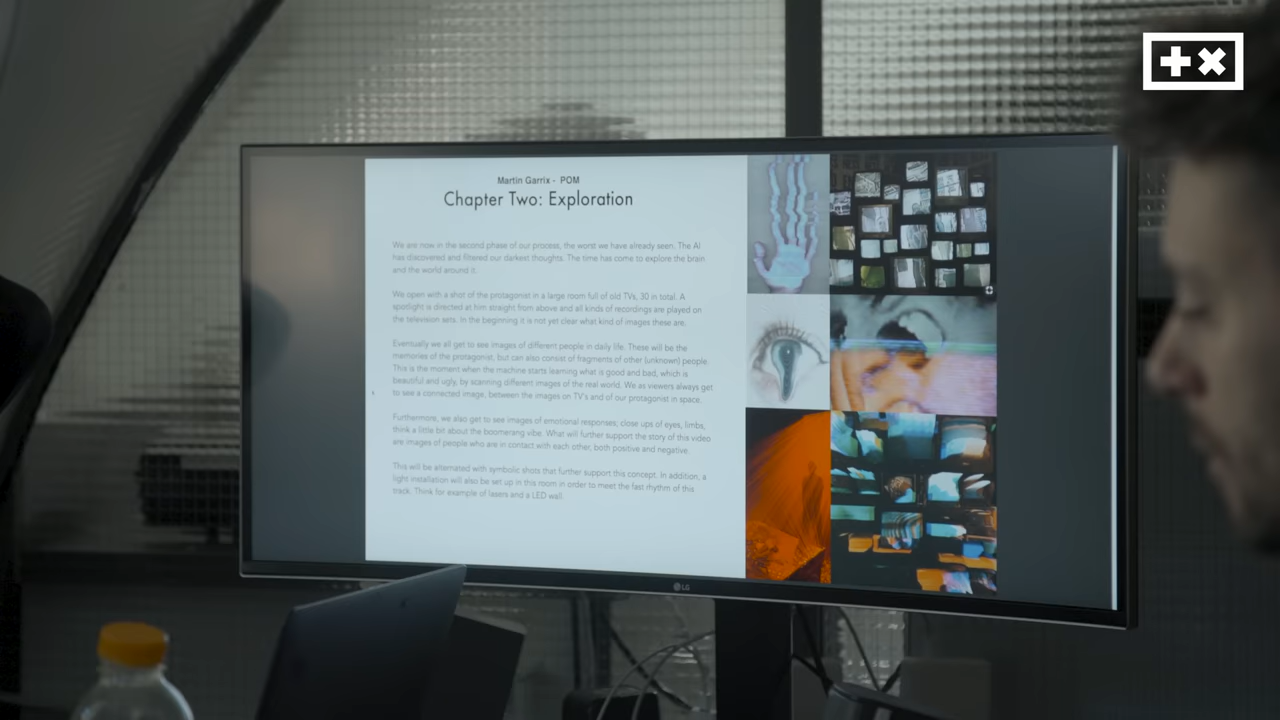 Martin Garrix - POM
Chapter Two: Exploration
We are now in the second phase of our process, the worst we have already seen. The AI
has discovered and filtered our darkest thoughts. The time has come to explore the brain
and the world around it.
We open with a shot of the protagonist in a large room full of old TVs, 30 in total. A
spotlight is directed at him straight from above and all kinds of recordings are played on
the television sets. In the beginning it is not yet clear what kind of images these are.
Eventually we all get to see images of different people in daily life. These will be the
memories of the protagonist, but can also consist of fragments of other (unknown) people.
This is the moment when the machine starts learning what is good and bad, which is
beautiful and ugly, by scanning different images of the real world. We as viewers always get
to see a connected image, between the images on TV's and of our protagonist in space.
Furthermore, we also get to see images of emotional responses; close ups of eyes, limbs,
think a little bit about the boomerang vibe. What will further support the story of this video
are images of people who are in contact with each other, both positive and negative.
This will be alternated with symbolic shots that further support this concept. In addition, a
light installation will also be set up in this room in order to meet the fast rhythm of this
track. Think for example of lasers and a LED wall.
LG